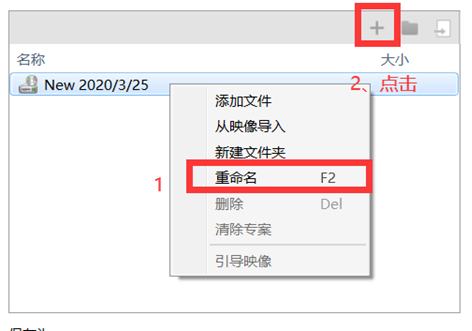 名称 大小
New 2020/3/25
2、点击
添加文件
从映像导入
新建文件夹
1
重命名 F2
删除 Del
清除专案
引导映像